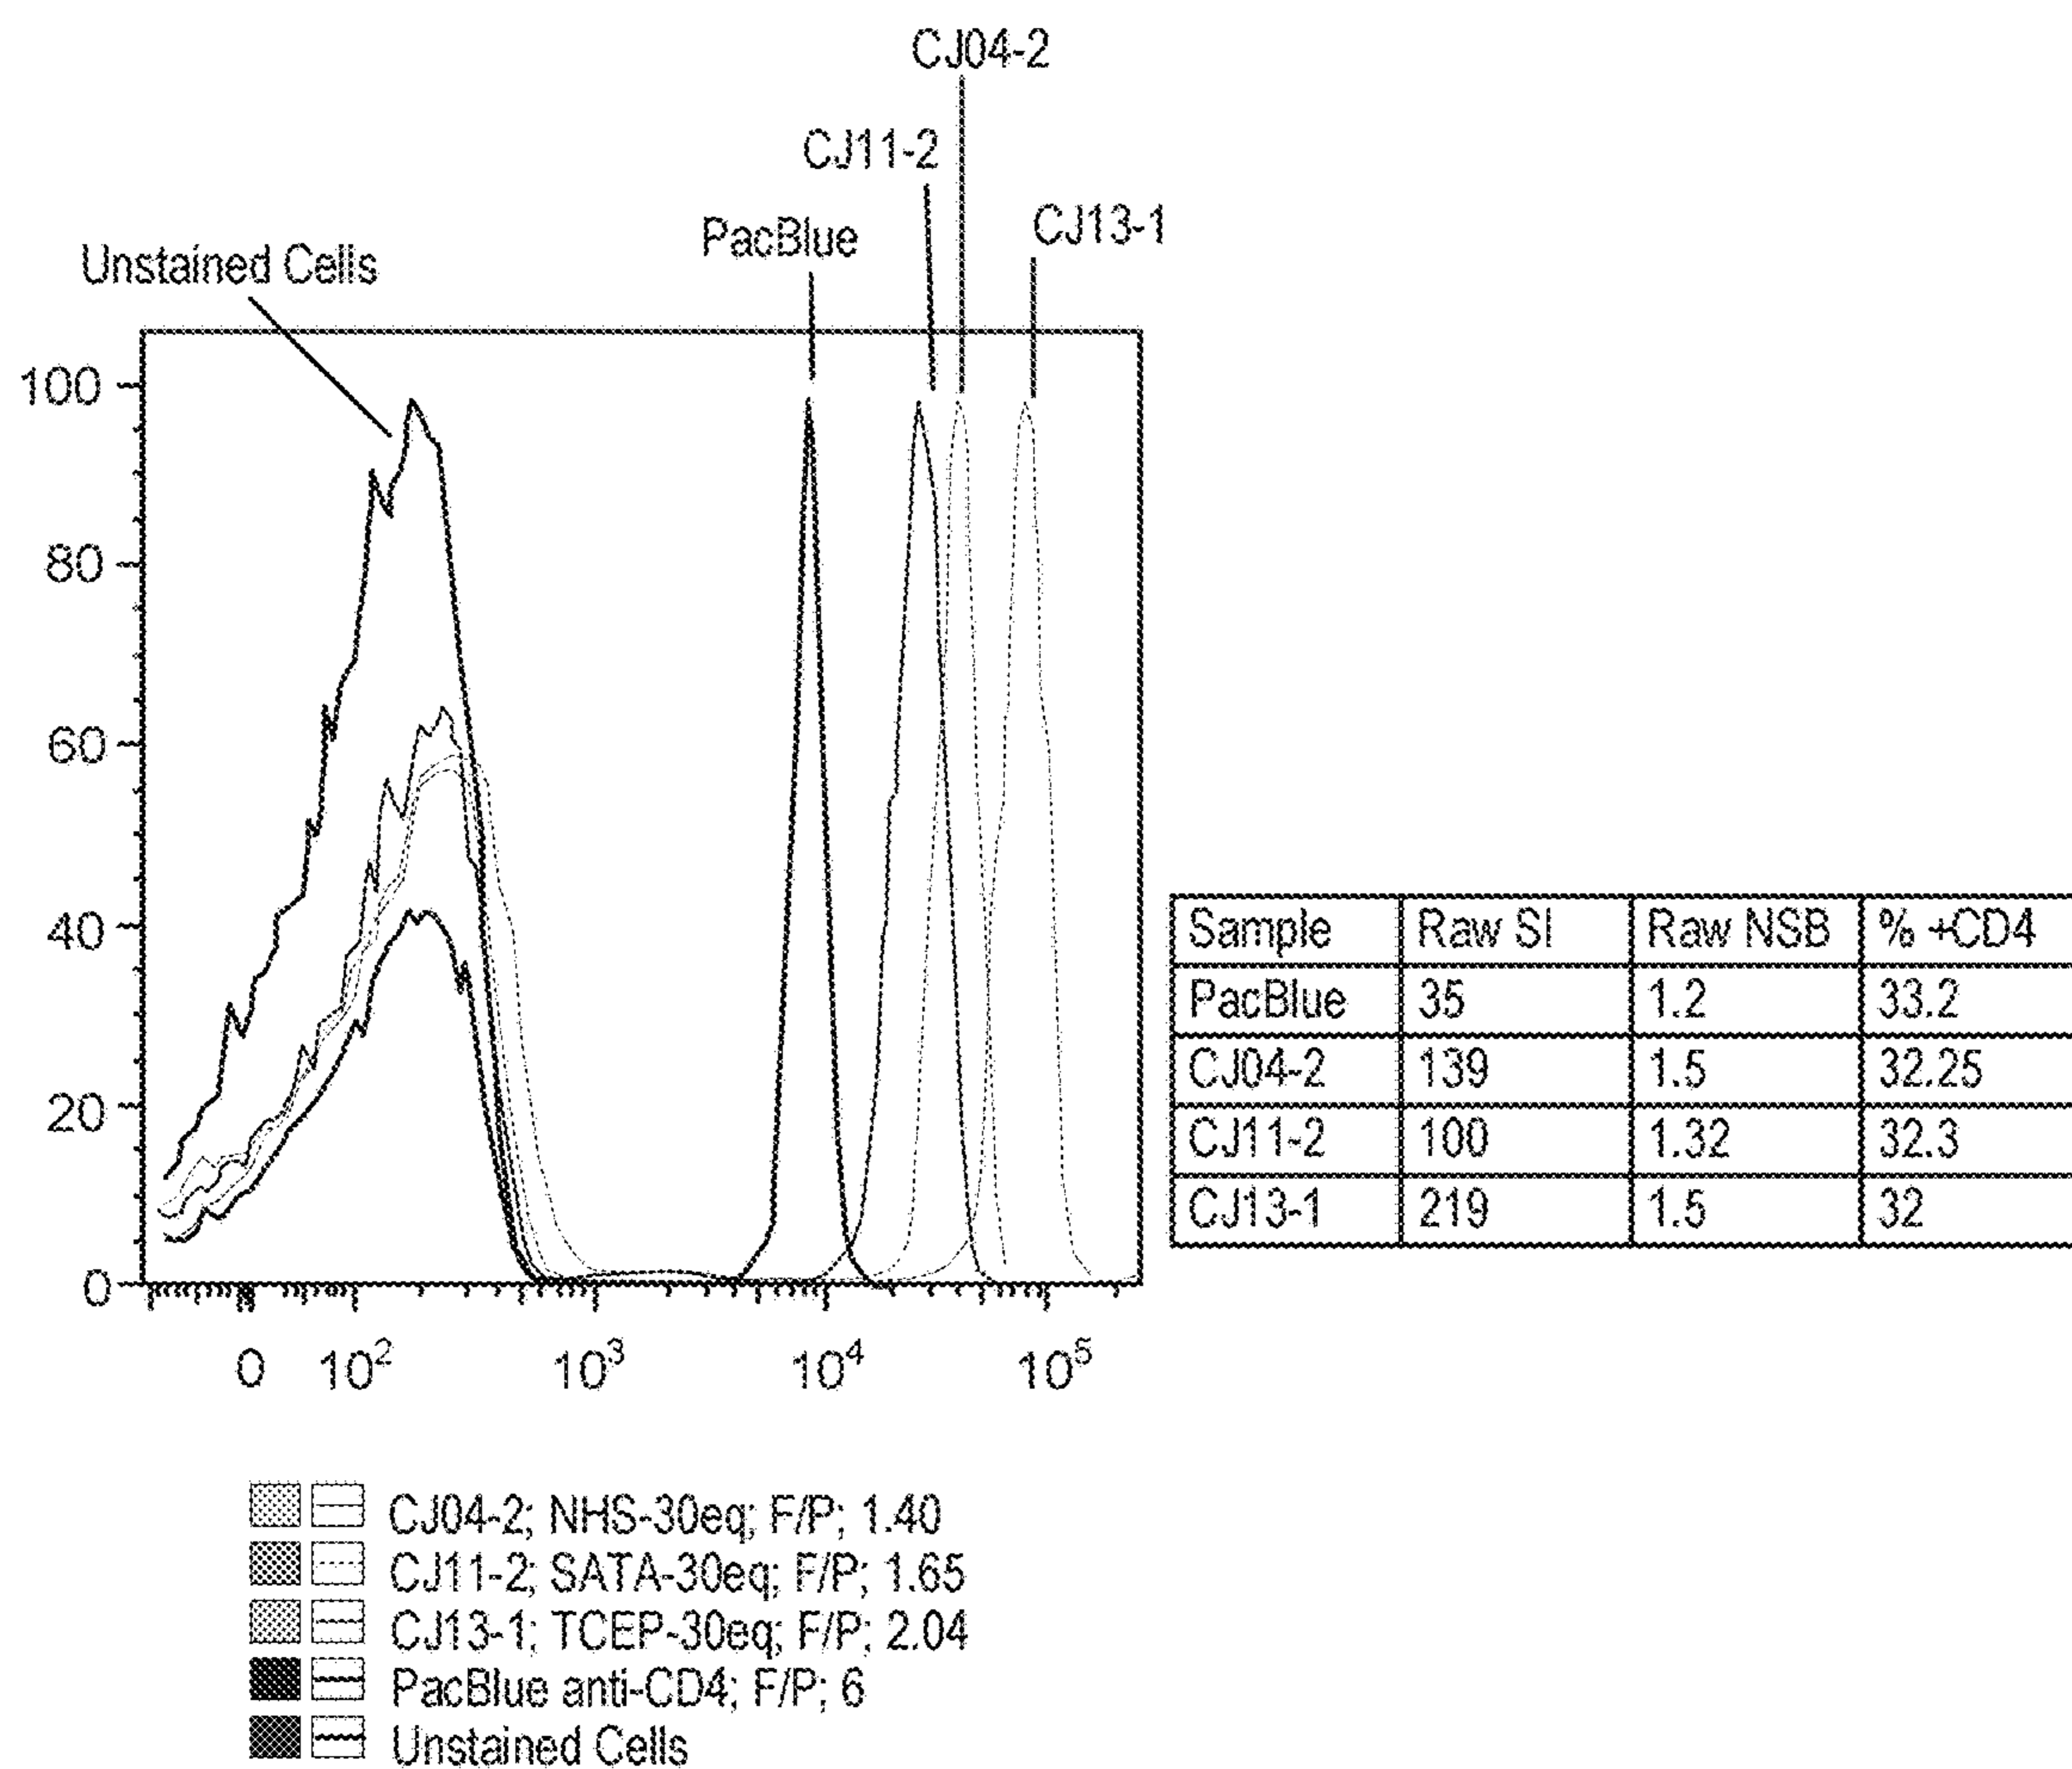 CJ04-2
CJ11-2
CJ13-1
PacBlue
Unstained Cells
100
80
60
40
20
0
0 10² 10³ 10⁴ 10⁵
Sample Raw SI Raw NSB % +CD4
PacBlue 35 1.2 33.2
CJ04-2 139 1.5 32.25
CJ11-2 100 1.32 32.3
CJ13-1 219 1.5 32
CJ04-2; NHS-30eq; F/P; 1.40
CJ11-2; SATA-30eq; F/P; 1.65
CJ13-1; TCEP-30eq; F/P; 2.04
PacBlue anti-CD4; F/P; 6
Unstained Cells